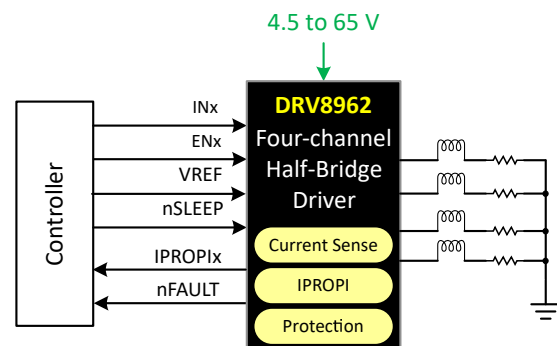 4.5 to 65 V
Controller
INx
ENx
VREF
nSLEEP
IPROPIx
nFAULT
DRV8962
Four-channel
Half-Bridge
Driver
Current Sense
IPROPI
Protection